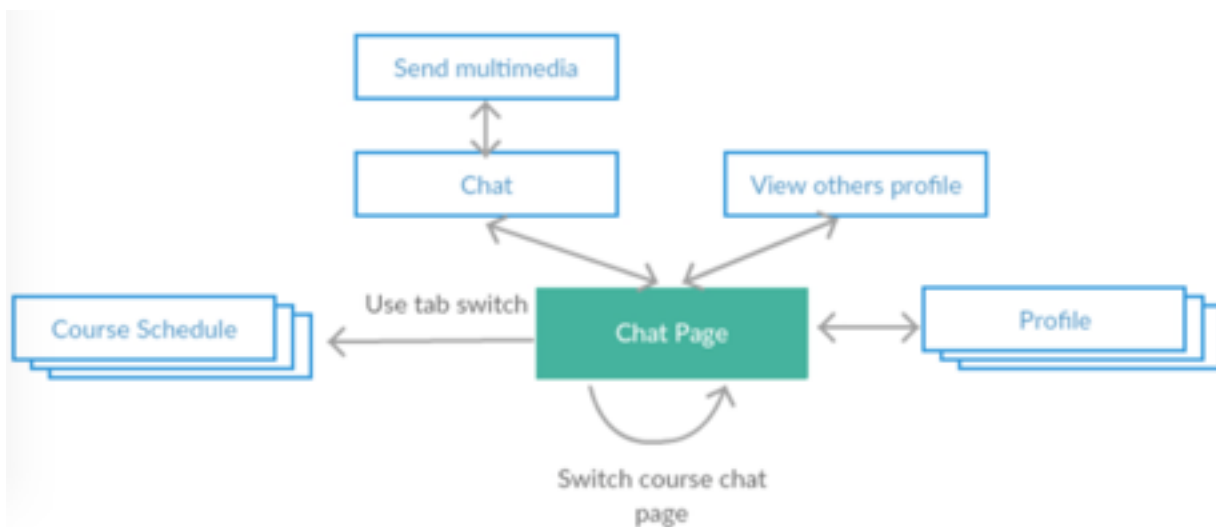 Send multimedia
Chat
View others profile
Use tab switch
Course Schedule
Chat Page
Profile
Switch course chat
page